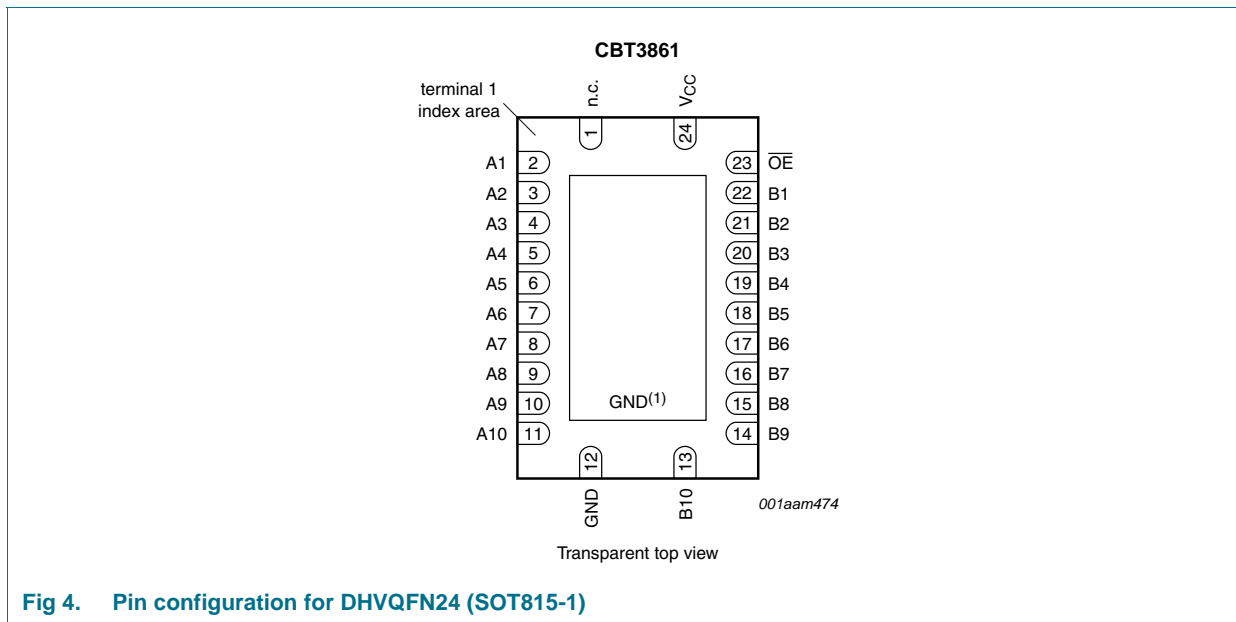 CBT3861
terminal 1
index area
n.c.
VCC
1
24
A1 2 23 OE
A2 3 22 B1
A3 4 21 B2
A4 5 20 B3
A5 6 19 B4
A6 7 18 B5
A7 8 17 B6
A8 9 16 B7
A9 10 GND(1) 15 B8
A10 11 14 B9
12
13
GND
B10
001aam474
Transparent top view
Fig 4. Pin configuration for DHVQFN24 (SOT815-1)